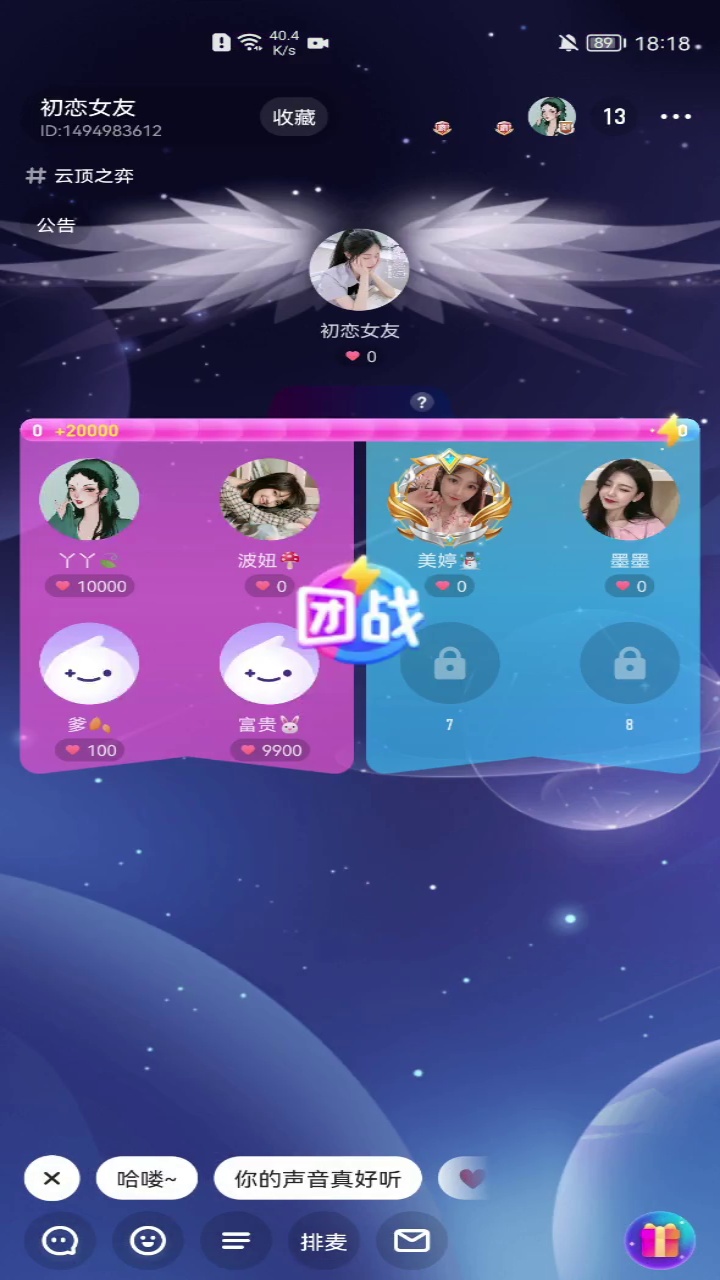 40.4
K/s
89
18:18
初恋女友
ID:1494983612
收藏
13
# 云顶之弈
公告
初恋女友
0
?
0 +20000
0
丫丫
10000
波妞
0
美婷
0
墨墨
0
团战
爹
100
富贵
9900
7
8
哈喽~
你的声音真好听
排麦